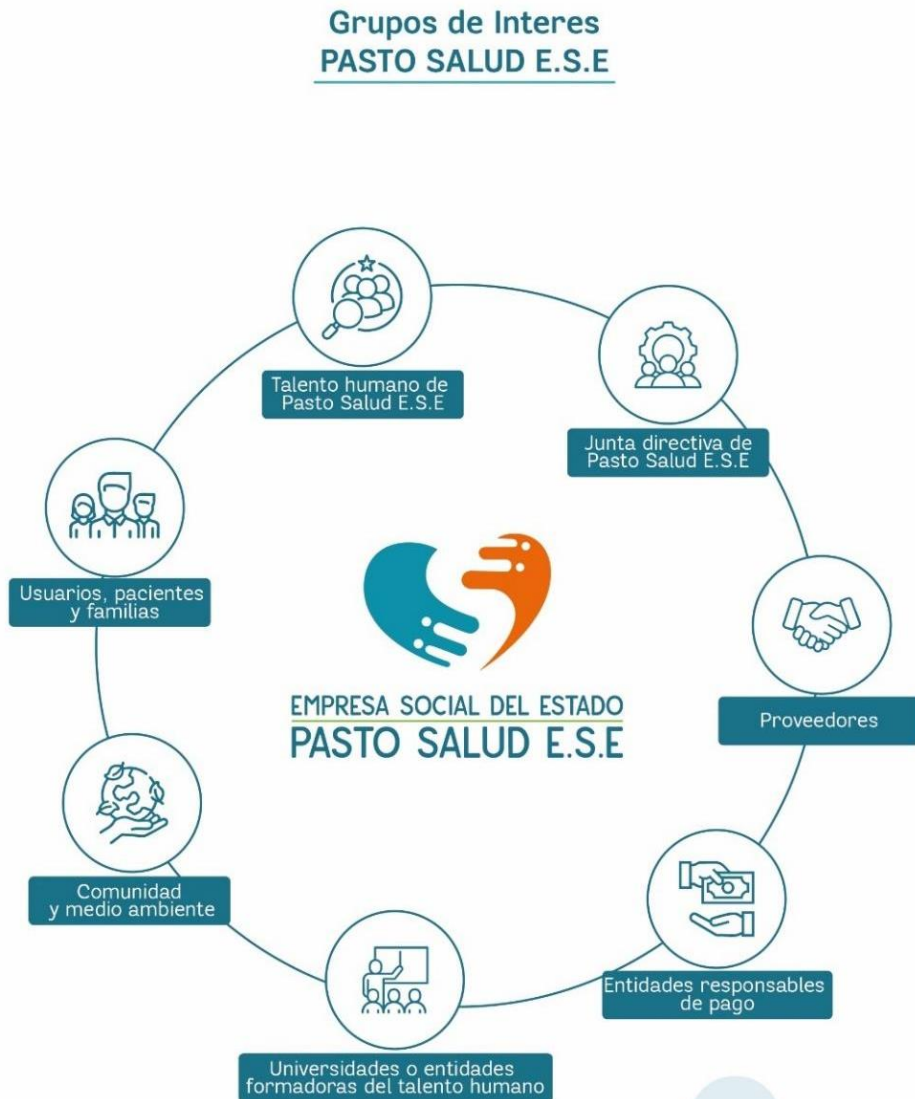 Grupos de Interes
PASTO SALUD E.S.E
Talento humano de
Pasto Salud E.S.E
Junta directiva de
Pasto Salud E.S.E
Usuarios, pacientes
y familias
EMPRESA SOCIAL DEL ESTADO
PASTO SALUD E.S.E
Proveedores
Comunidad
y medio ambiente
Entidades responsables
de pago
Universidades o entidades
formadoras del talento humano